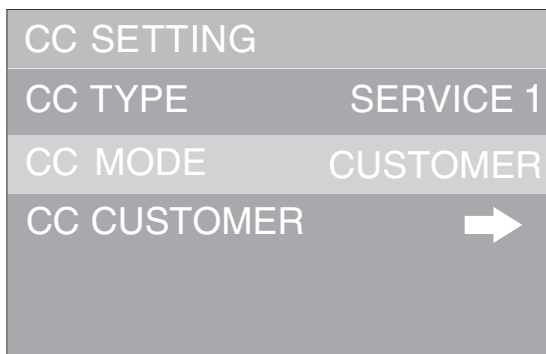 CC SETTING
CC TYPE SERVICE 1
CC MODE CUSTOMER
CC CUSTOMER